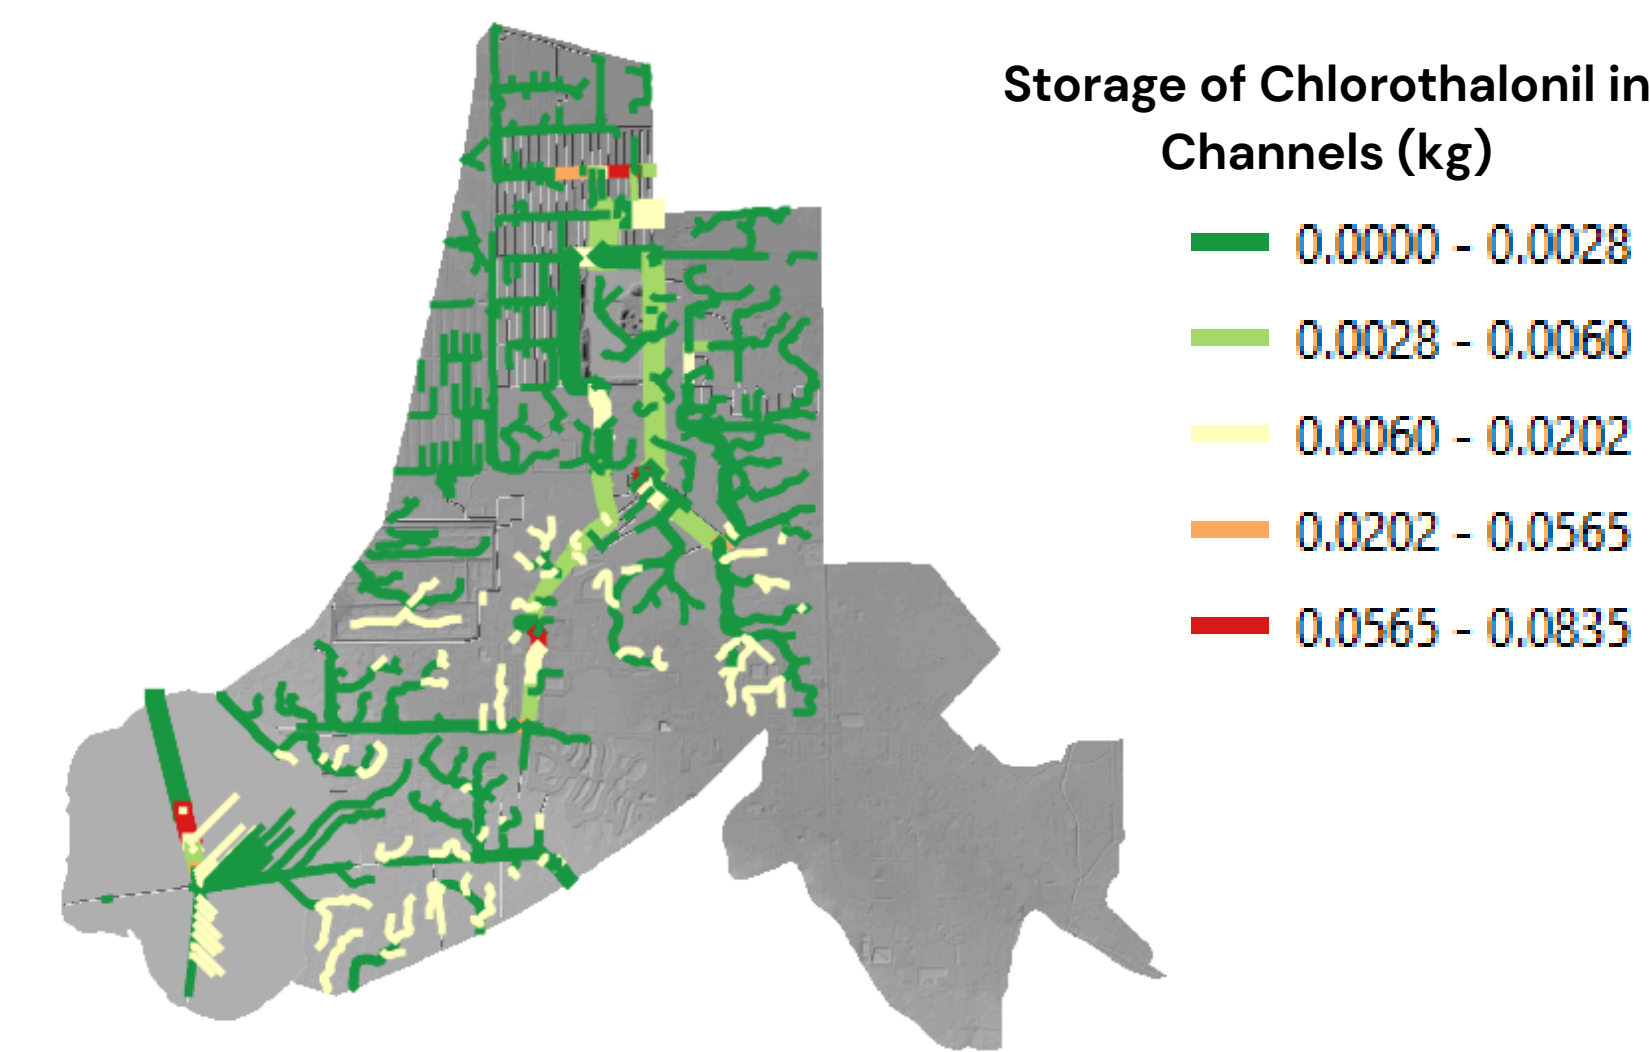 Storage of Chlorothalonil in
Channels (kg)
0.0000 - 0.0028
0.0028 - 0.0060
0.0060 - 0.0202
0.0202 - 0.0565
0.0565 - 0.0835